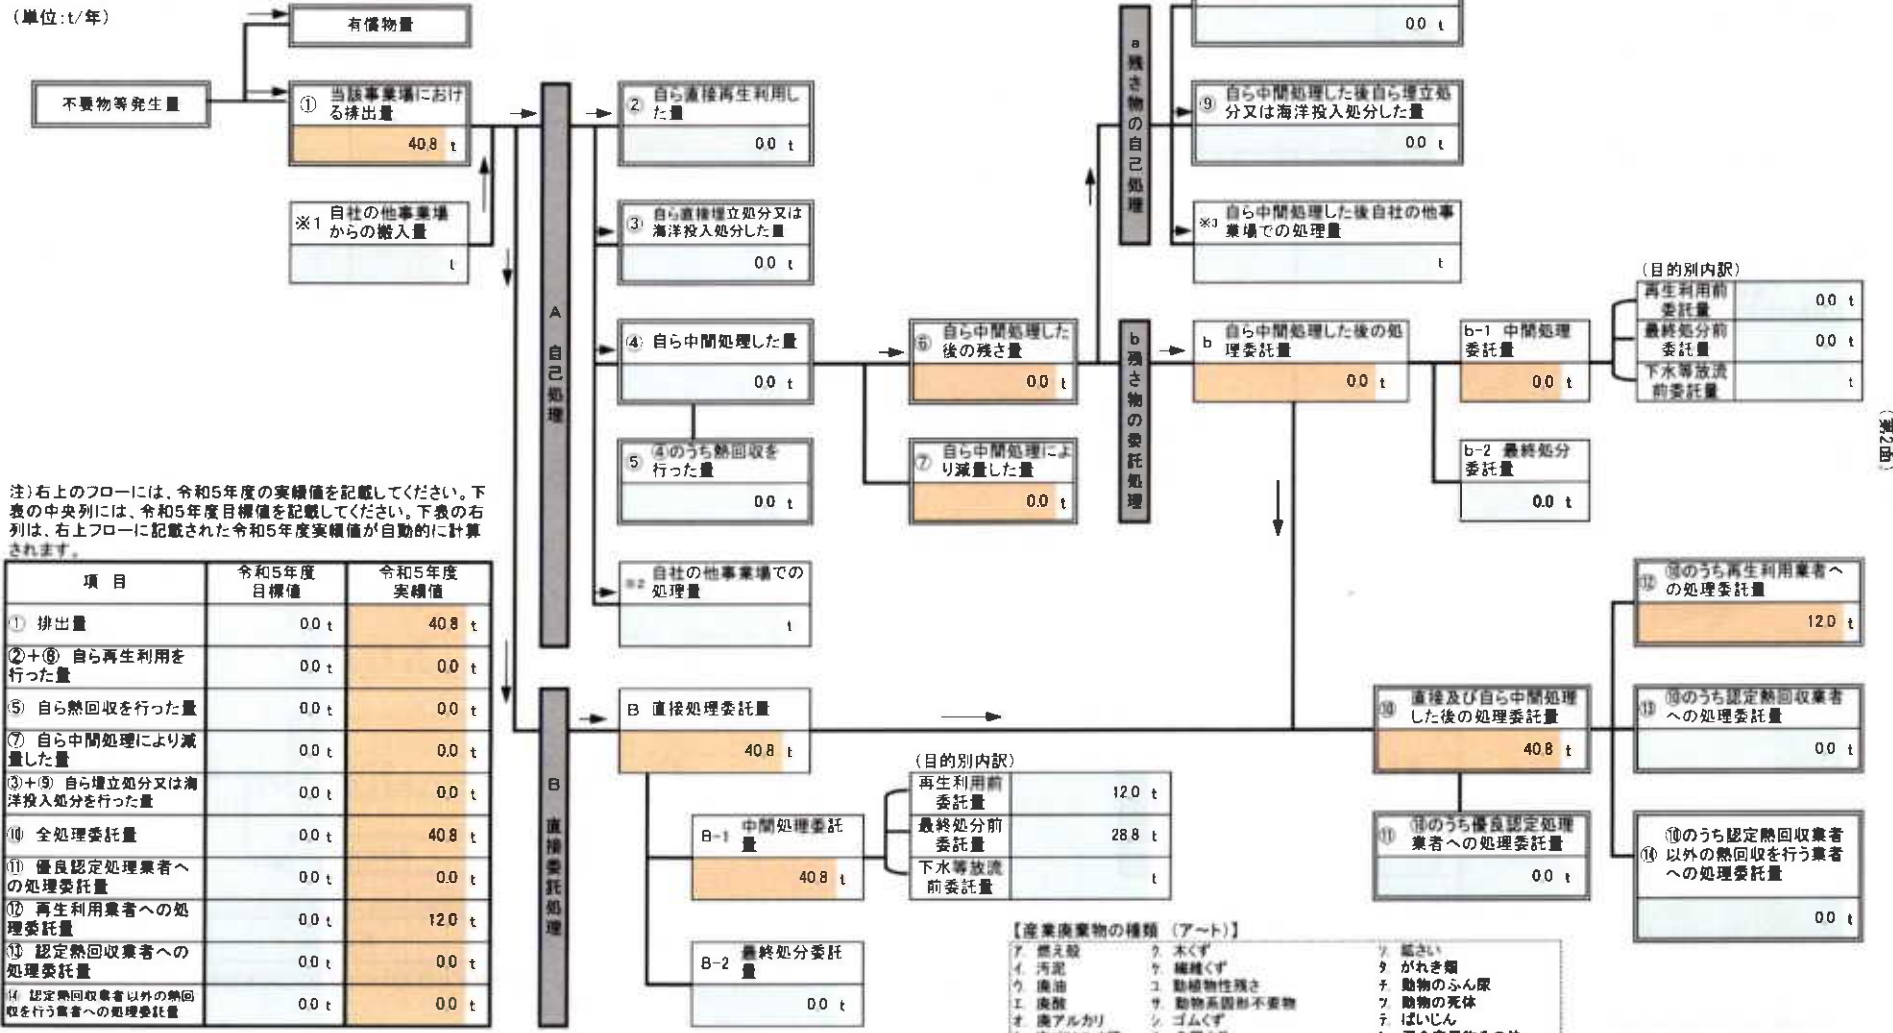 (単位:t/年)
有償物量
不要物等発生量
① 当該事業場におけ
る排出量
40.8 t
※1 自社の他事業場
からの搬入量
t
A 自己処理
② 自ら直接再生利用し
た量
0.0 t
③ 自ら直接埋立処分又は
海洋投入処分した量
0.0 t
④ 自ら中間処理した量
0.0 t
⑤ ④のうち熱回収を
行った量
0.0 t
※2 自社の他事業場での
処理量
t
⑥ 自ら中間処理した
後の残さ量
0.0 t
⑦ 自ら中間処理によ
り減量した量
0.0 t
a 残さ物の自己処理
0.0 t
⑨ 自ら中間処理した後自ら埋立処
分又は海洋投入処分した量
0.0 t
※3 自ら中間処理した後自社の他事
業場での処理量
t
b 残さ物の委託処理
b 自ら中間処理した後の処
理委託量
0.0 t
b-1 中間処理
委託量
0.0 t
(目的別内訳)
再生利用前
委託量 0.0 t
最終処分前
委託量 0.0 t
下水等放流
前委託量 t
b-2 最終処分
委託量
0.0 t
(第2面)
注)右上のフローには、令和5年度の実績値を記載してください。下
表の中央列には、令和5年度目標値を記載してください。下表の右
列は、右上フローに記載された令和5年度実績値が自動的に計算
されます。
項 目 令和5年度
目標値 令和5年度
実績値
① 排出量 0.0 t 40.8 t
②+⑧ 自ら再生利用を
行った量 0.0 t 0.0 t
⑤ 自ら熱回収を行った量 0.0 t 0.0 t
⑦ 自ら中間処理により減
量した量 0.0 t 0.0 t
③+⑨ 自ら埋立処分又は海
洋投入処分を行った量 0.0 t 0.0 t
⑩ 全処理委託量 0.0 t 40.8 t
⑪ 優良認定処理業者へ
の処理委託量 0.0 t 0.0 t
⑫ 再生利用業者への処
理委託量 0.0 t 12.0 t
⑬ 認定熱回収業者への
処理委託量 0.0 t 0.0 t
⑭ 認定熱回収業者以外の熱回
収を行う業者への処理委託量 0.0 t 0.0 t
B 直接委託処理
B 直接処理委託量
40.8 t
B-1 中間処理委託
量
40.8 t
(目的別内訳)
再生利用前
委託量 12.0 t
最終処分前
委託量 28.8 t
下水等放流
前委託量 t
B-2 最終処分委託
量
0.0 t
⑩ 直接及び自ら中間処理
した後の処理委託量
40.8 t
⑪ ⑩のうち優良認定処理
業者への処理委託量
0.0 t
⑫ ⑩のうち再生利用業者へ
の処理委託量
12.0 t
⑬ ⑩のうち認定熱回収業者
への処理委託量
0.0 t
⑭ ⑩のうち認定熱回収業者
以外の熱回収を行う業者
への処理委託量
0.0 t
【産業廃棄物の種類 (ア~ト)】
ア. 燃え殻 ク. 木くず ソ. 鉱さい
イ. 汚泥 ケ. 繊維くず タ. がれき類
ウ. 廃油 コ. 動植物性残さ チ. 動物のふん尿
エ. 廃酸 サ. 動物系固形不要物 ツ. 動物の死体
オ. 廃アルカリ シ. ゴムくず テ. ばいじん